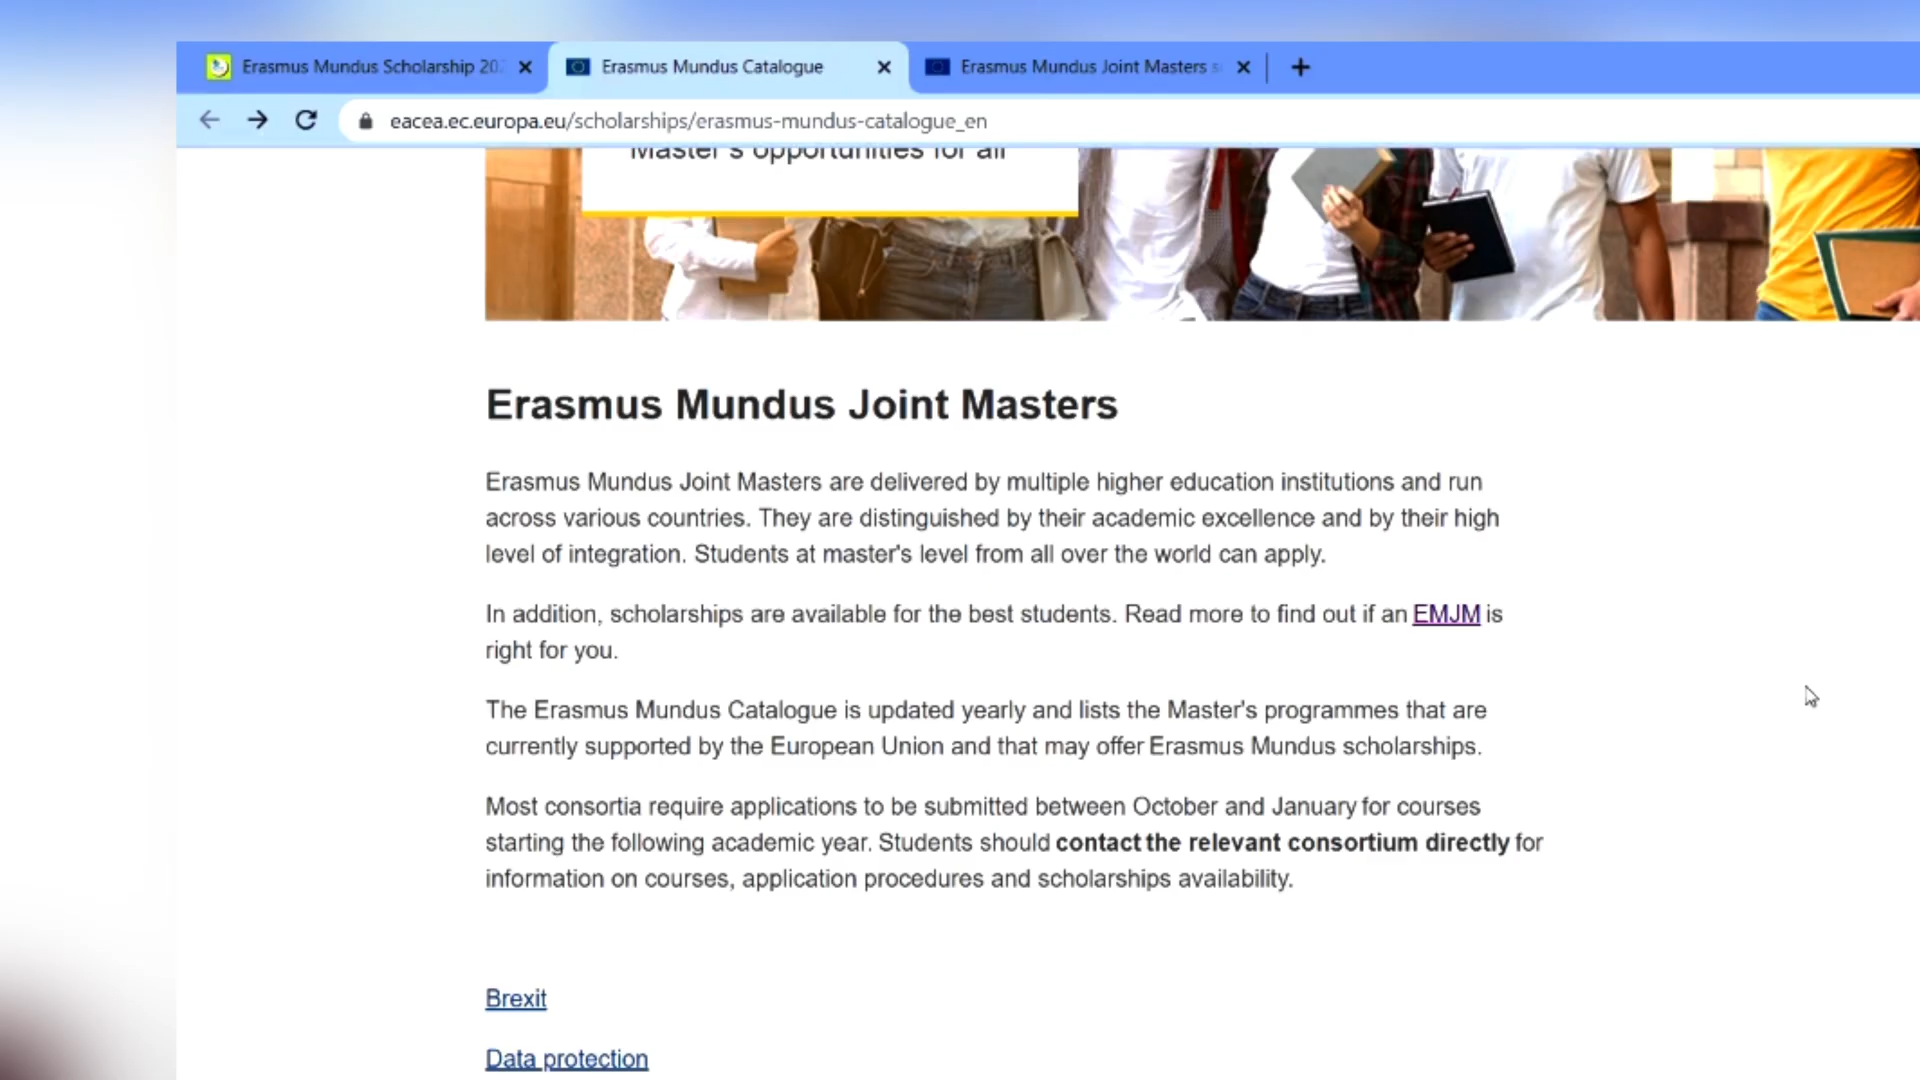 Erasmus Mundus Scholarship 202
Erasmus Mundus Catalogue
Erasmus Mundus Joint Masters s
eacea.ec.europa.eu/scholarships/erasmus-mundus-catalogue_en
Master's opportunities for all
Erasmus Mundus Joint Masters
Erasmus Mundus Joint Masters are delivered by multiple higher education institutions and run
across various countries. They are distinguished by their academic excellence and by their high
level of integration. Students at master's level from all over the world can apply.
In addition, scholarships are available for the best students. Read more to find out if an EMJM is
right for you.
The Erasmus Mundus Catalogue is updated yearly and lists the Master's programmes that are
currently supported by the European Union and that may offer Erasmus Mundus scholarships.
Most consortia require applications to be submitted between October and January for courses
starting the following academic year. Students should contact the relevant consortium directly for
information on courses, application procedures and scholarships availability.
Brexit
Data protection